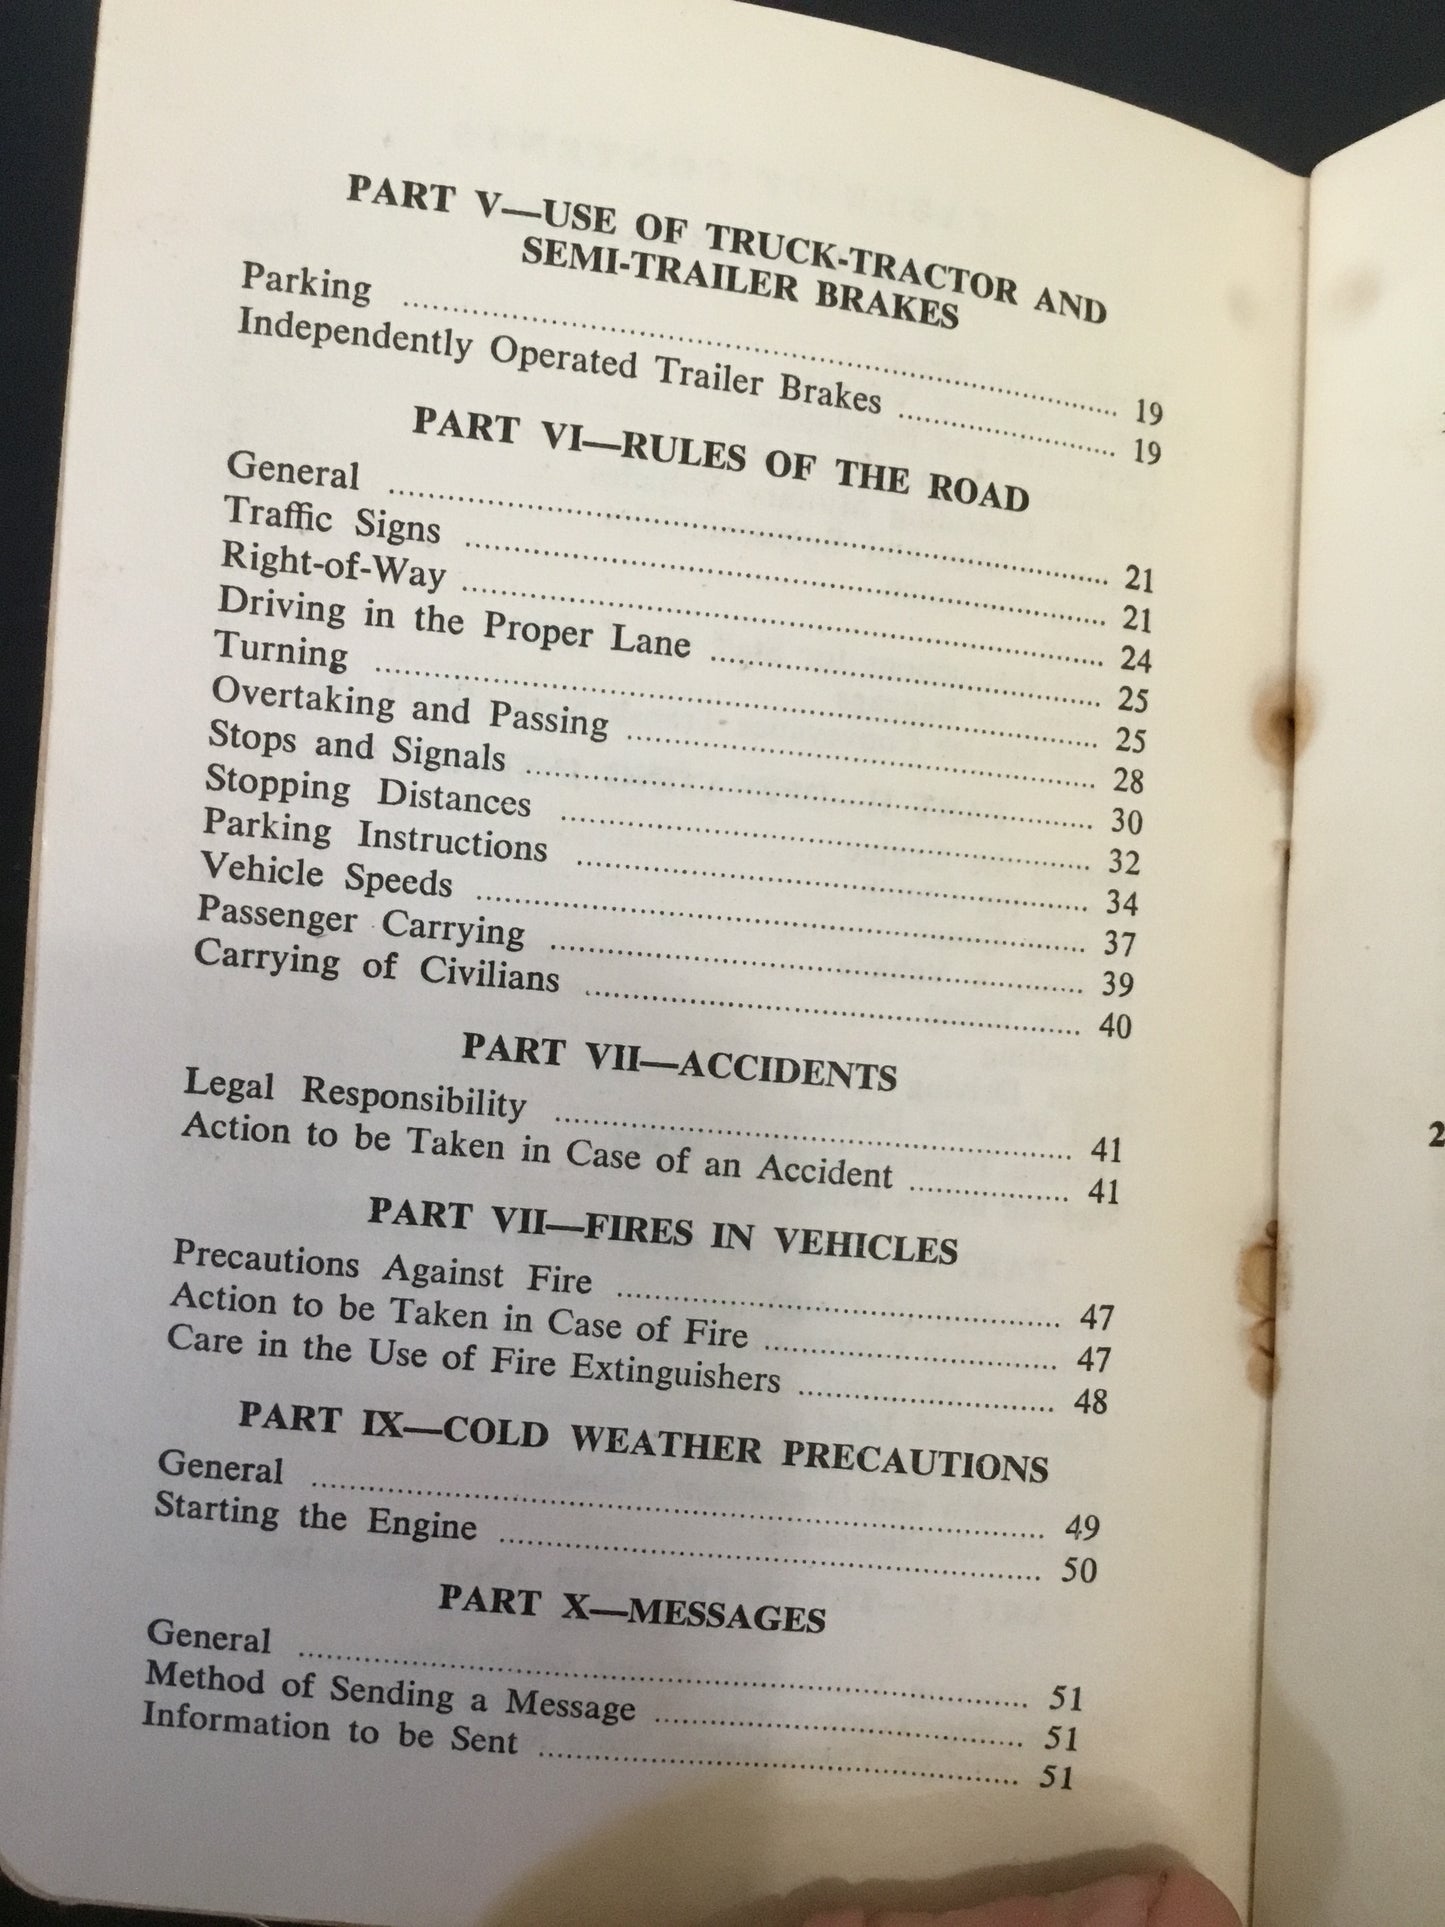 PART V—USE OF TRUCK-TRACTOR AND
SEMI-TRAILER BRAKES
Parking ........ 19
Independently Operated Trailer Brakes ........ 19
PART VI—RULES OF THE ROAD
General ........ 21
Traffic Signs ........ 21
Right-of-Way ........ 24
Driving in the Proper Lane ........ 25
Turning ........ 25
Overtaking and Passing ........ 28
Stops and Signals ........ 30
Stopping Distances ........ 32
Parking Instructions ........ 34
Vehicle Speeds ........ 37
Passenger Carrying ........ 39
Carrying of Civilians ........ 40
PART VII—ACCIDENTS
Legal Responsibility ........ 41
Action to be Taken in Case of an Accident ........ 41
PART VII—FIRES IN VEHICLES
Precautions Against Fire ........ 47
Action to be Taken in Case of Fire ........ 47
Care in the Use of Fire Extinguishers ........ 48
PART IX—COLD WEATHER PRECAUTIONS
General ........ 49
Starting the Engine ........ 50
PART X—MESSAGES
General ........ 51
Method of Sending a Message ........ 51
Information to be Sent ........ 51
2